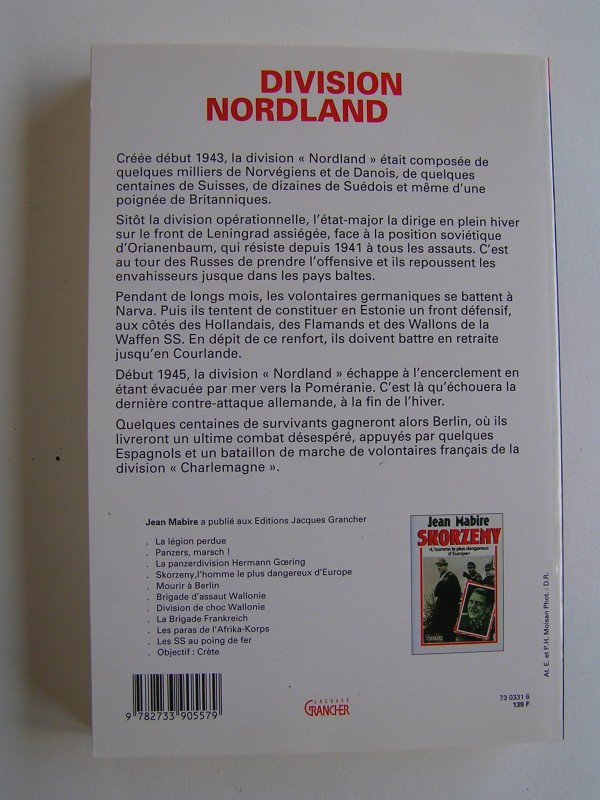 DIVISION
NORDLAND
Créée début 1943, la division « Nordland » était composée de
quelques milliers de Norvégiens et de Danois, de quelques
centaines de Suisses, de dizaines de Suédois et même d'une
poignée de Britanniques.
Sitôt la division opérationnelle, l'état-major la dirige en plein hiver
sur le front de Leningrad assiégée, face à la position soviétique
d'Orianenbaum, qui résiste depuis 1941 à tous les assauts. C'est
au tour des Russes de prendre l'offensive et ils repoussent les
envahisseurs jusque dans les pays baltes.
Pendant de longs mois, les volontaires germaniques se battent à
Narva. Puis ils tentent de constituer en Estonie un front défensif,
aux côtés des Hollandais, des Flamands et des Wallons de la
Waffen SS. En dépit de ce renfort, ils doivent battre en retraite
jusqu'en Courlande.
Début 1945, la division « Nordland » échappe à l'encerclement en
étant évacuée par mer vers la Poméranie. C'est là qu'échouera la
dernière contre-attaque allemande, à la fin de l'hiver.
Quelques centaines de survivants gagneront alors Berlin, où ils
livreront un ultime combat désespéré, appuyés par quelques
Espagnols et un bataillon de marche de volontaires français de la
division « Charlemagne ».
Jean Mabire a publié aux Editions Jacques Grancher
. La légion perdue
. Panzers, marsch !
. La panzerdivision Hermann Gœring
. Skorzeny,l'homme le plus dangereux d'Europe
. Mourir à Berlin
. Brigade d'assaut Wallonie
. Division de choc Wallonie
. La Brigade Frankreich
. Les paras de l'Afrika-Korps
. Les SS au poing de fer
. Objectif : Crète
Jean Mabire
SKORZENY
«L'homme le plus dangereux
d'Europe»
GRANCHER
At. E. et P.H. Moisan Phot. : D.R.
9 782733 905579
JACQUES
GRANCHER
73 0331 6
139 F